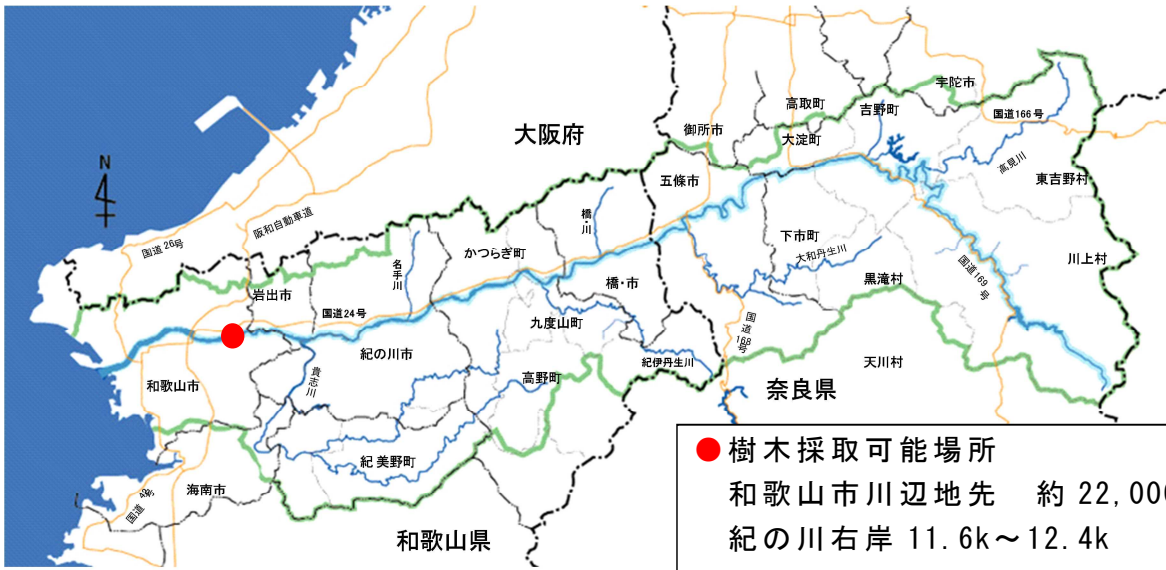 宇陀市
高取町
吉野町
国道166号
御所市
大淀町
大阪府
高見川
N
五條市
東吉野村
阪和自動車道
橋・川
国道26号
かつらぎ町
下市町
名手川
大和丹生川
川上村
岩出市
橋・市
黒滝村
国道169号
国道24号
九度山町
国道168号
紀の川市
紀伊丹生川
天川村
貴志川
高野町
和歌山市
奈良県
紀 美野町
海南市
国道 42号
和歌山県
樹木採取可能場所
和歌山市川辺地先 約 22,000
紀の川右岸 11.6k～12.4k